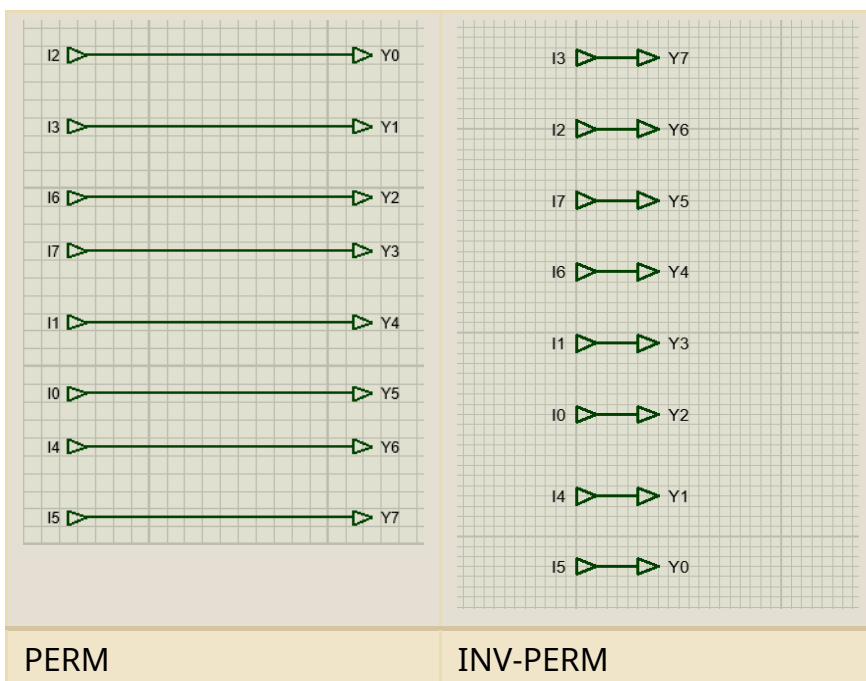 I2 Y0
I3 Y1
I6 Y2
I7 Y3
I1 Y4
I0 Y5
I4 Y6
I5 Y7
I3 Y7
I2 Y6
I7 Y5
I6 Y4
I1 Y3
I0 Y2
I4 Y1
I5 Y0
PERM
INV-PERM